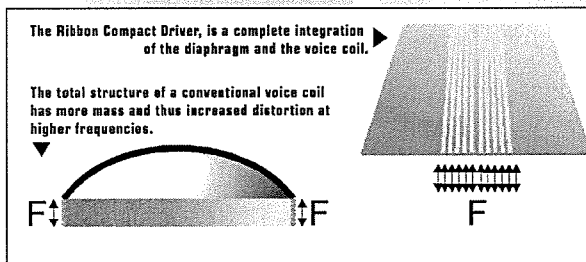 The Ribbon Compact Driver, is a complete integration
of the diaphragm and the voice coil.
The total structure of a conventional voice coil
has more mass and thus increased distortion at
higher frequencies.
F F
F